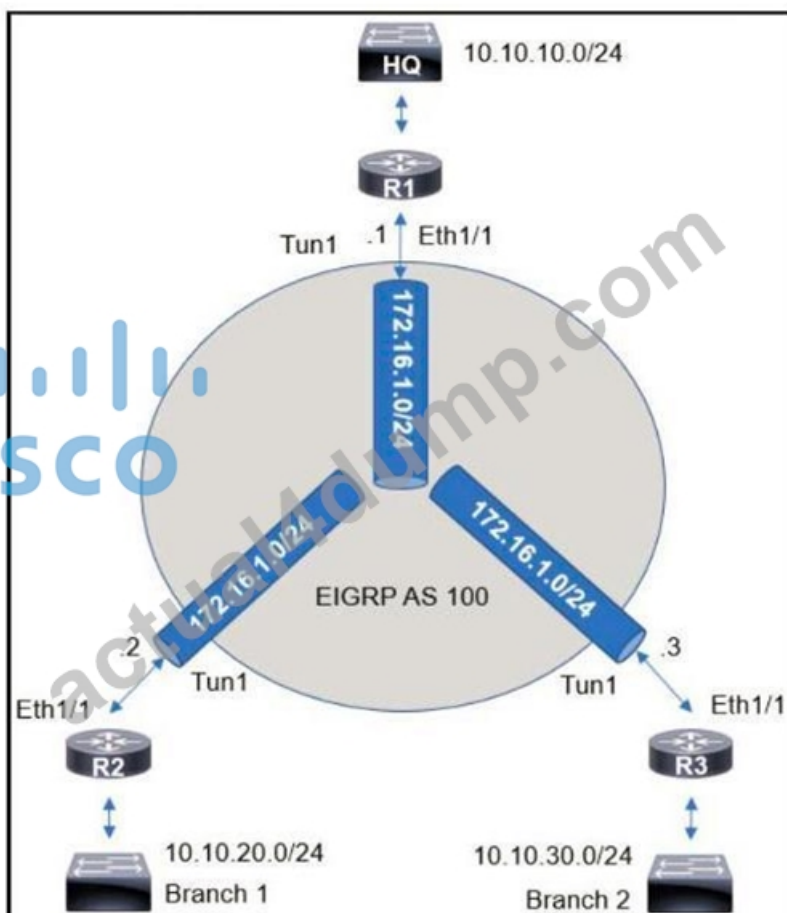 HQ
10.10.10.0/24
R1
Tun1
.1
Eth1/1
172.16.1.0/24
172.16.1.0/24
172.16.1.0/24
EIGRP AS 100
.2
Tun1
Eth1/1
R2
.3
Tun1
Eth1/1
R3
10.10.20.0/24
Branch 1
10.10.30.0/24
Branch 2
SCO
actual4dump.com